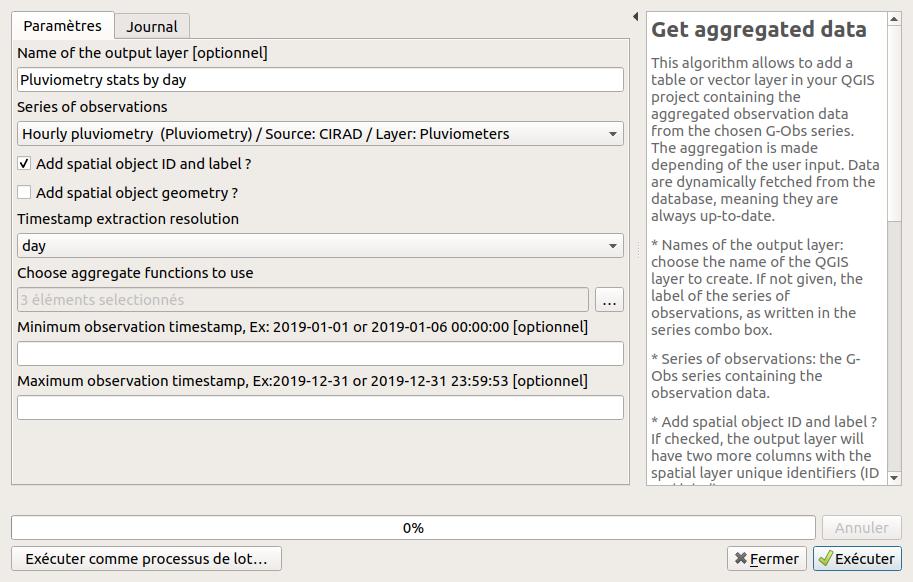 Paramètres
Journal
Name of the output layer [optionnel]
Pluviometry stats by day
Series of observations
Hourly pluviometry (Pluviometry) / Source: CIRAD / Layer: Pluviometers
Add spatial object ID and label ?
Add spatial object geometry ?
Timestamp extraction resolution
day
Choose aggregate functions to use
3 éléments selectionnés
...
Minimum observation timestamp, Ex: 2019-01-01 or 2019-01-06 00:00:00 [optionnel]
Maximum observation timestamp, Ex:2019-12-31 or 2019-12-31 23:59:53 [optionnel]
Get aggregated data
This algorithm allows to add a
table or vector layer in your QGIS
project containing the
aggregated observation data
from the chosen G-Obs series.
The aggregation is made
depending of the user input. Data
are dynamically fetched from the
database, meaning they are
always up-to-date.
* Names of the output layer:
choose the name of the QGIS
layer to create. If not given, the
label of the series of
observations, as written in the
series combo box.
* Series of observations: the G-
Obs series containing the
observation data.
* Add spatial object ID and label ?
If checked, the output layer will
have two more columns with the
spatial layer unique identifiers (ID
0%
Annuler
Exécuter comme processus de lot…
Fermer
Exécuter